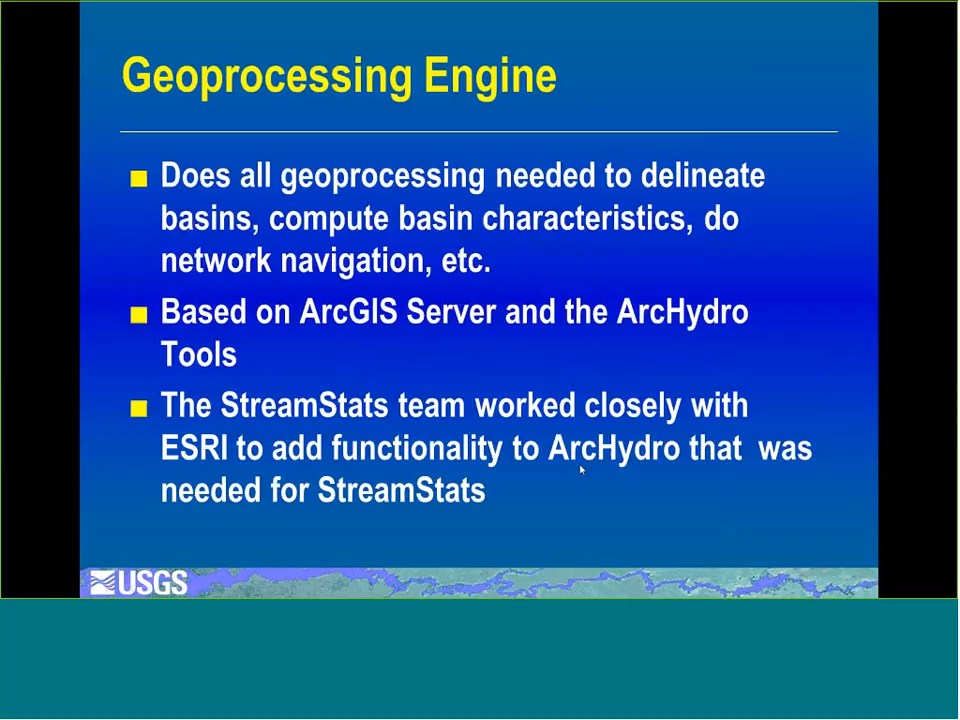 Geoprocessing Engine
Does all geoprocessing needed to delineate
basins, compute basin characteristics, do
network navigation, etc.
Based on ArcGIS Server and the ArcHydro
Tools
The StreamStats team worked closely with
ESRI to add functionality to ArcHydro that  was
needed for StreamStats
USGS